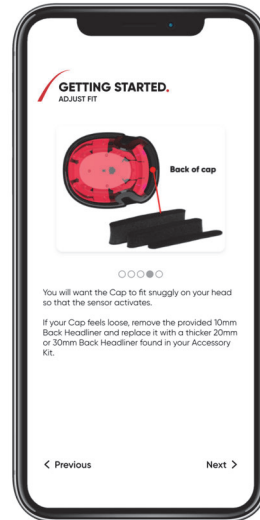 GETTING STARTED.
ADJUST FIT
Back of cap
You will want the Cap to fit snuggly on your head
so that the sensor activates.
If your Cap feels loose, remove the provided 10mm
Back Headliner and replace it with a thicker 20mm
or 30mm Back Headliner found in your Accessory
Kit.
< Previous
Next >